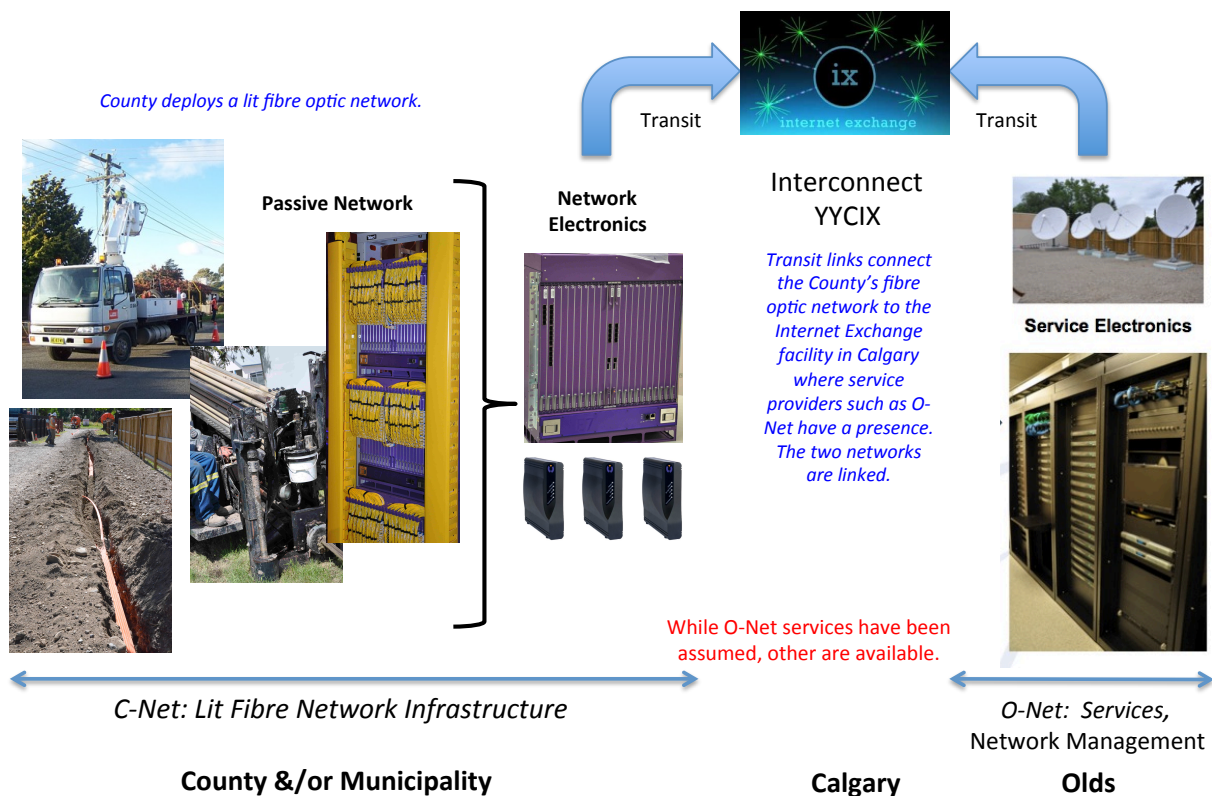 County deploys a lit fibre optic network.
Passive Network
Network
Electronics
Transit
ix
internet exchange
Transit
Interconnect
YYCIX
Transit links connect
the County’s fibre
optic network to the
Internet Exchange
facility in Calgary
where service
providers such as O-
Net have a presence.
The two networks
are linked.
Service Electronics
While O-Net services have been
assumed, other are available.
C-Net: Lit Fibre Network Infrastructure
O-Net: Services,
Network Management
County &/or Municipality
Calgary
Olds